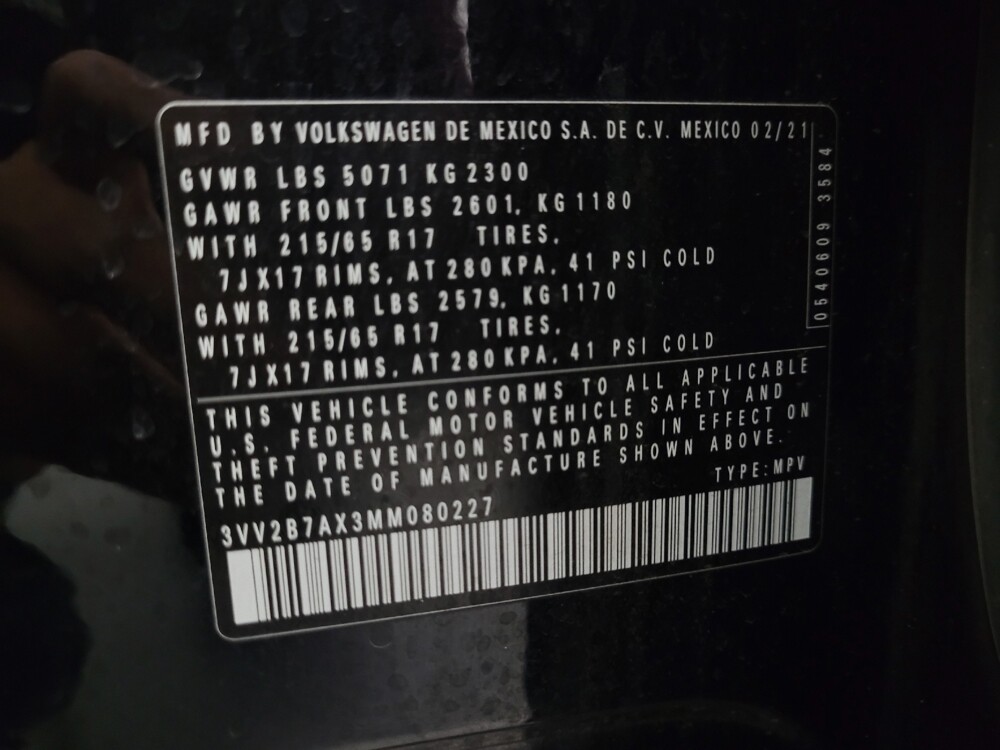 MFD BY VOLKSWAGEN DE MEXICO S.A. DE C.V. MEXICO 02/21
GVWR LBS 5071 KG 2300
GAWR FRONT LBS 2601, KG 1180
WITH 215/65 R17 TIRES,
7JX17 RIMS, AT 280 KPA, 41 PSI COLD
GAWR REAR LBS 2579, KG 1170
WITH 215/65 R17 TIRES,
7JX17 RIMS, AT 280 KPA, 41 PSI COLD
0540609 3584
THIS VEHICLE CONFORMS TO ALL APPLICABLE
U.S. FEDERAL MOTOR VEHICLE SAFETY AND
THEFT PREVENTION STANDARDS IN EFFECT ON
THE DATE OF MANUFACTURE SHOWN ABOVE.
TYPE: MPV
3VV2B7AX3MM080227